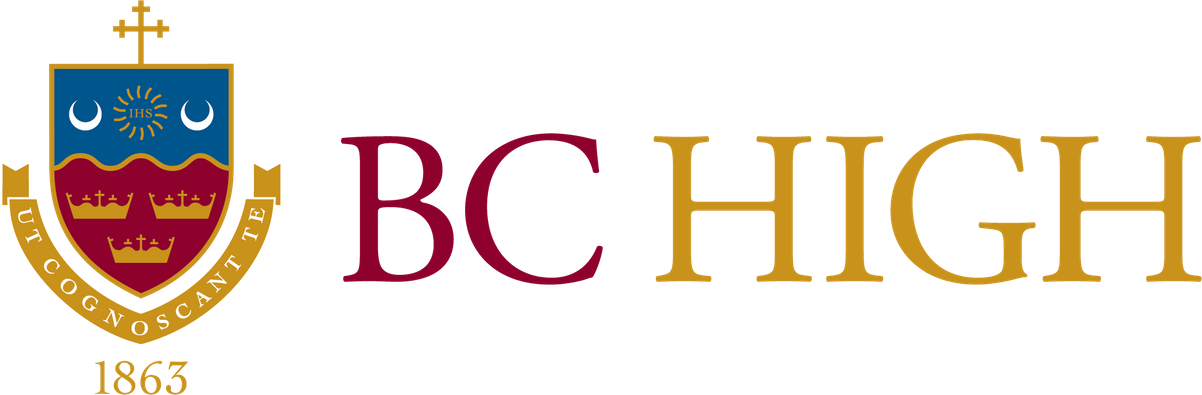 IHS
UT COGNOSCANT TE
1863
BC HIGH